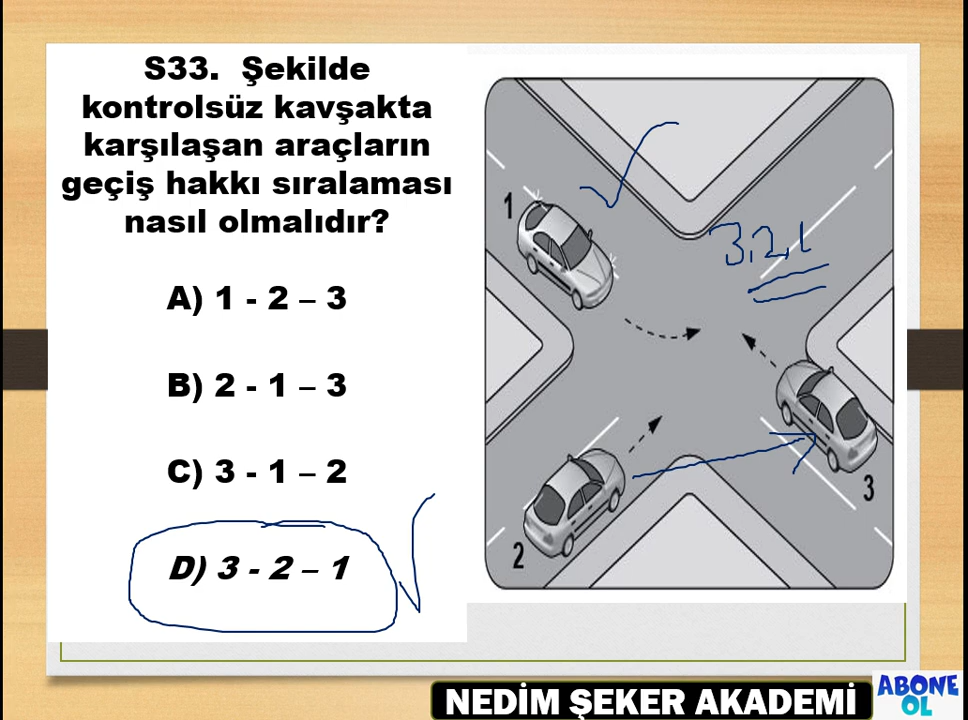 S33. Şekilde
kontrolsüz kavşakta
karşılaşan araçların
geçiş hakkı sıralaması
nasıl olmalıdır?
A) 1 - 2 – 3
B) 2 - 1 – 3
C) 3 - 1 – 2
D) 3 - 2 – 1
1
3,2,1
3
2
NEDİM ŞEKER AKADEMİ
ABONE
OL